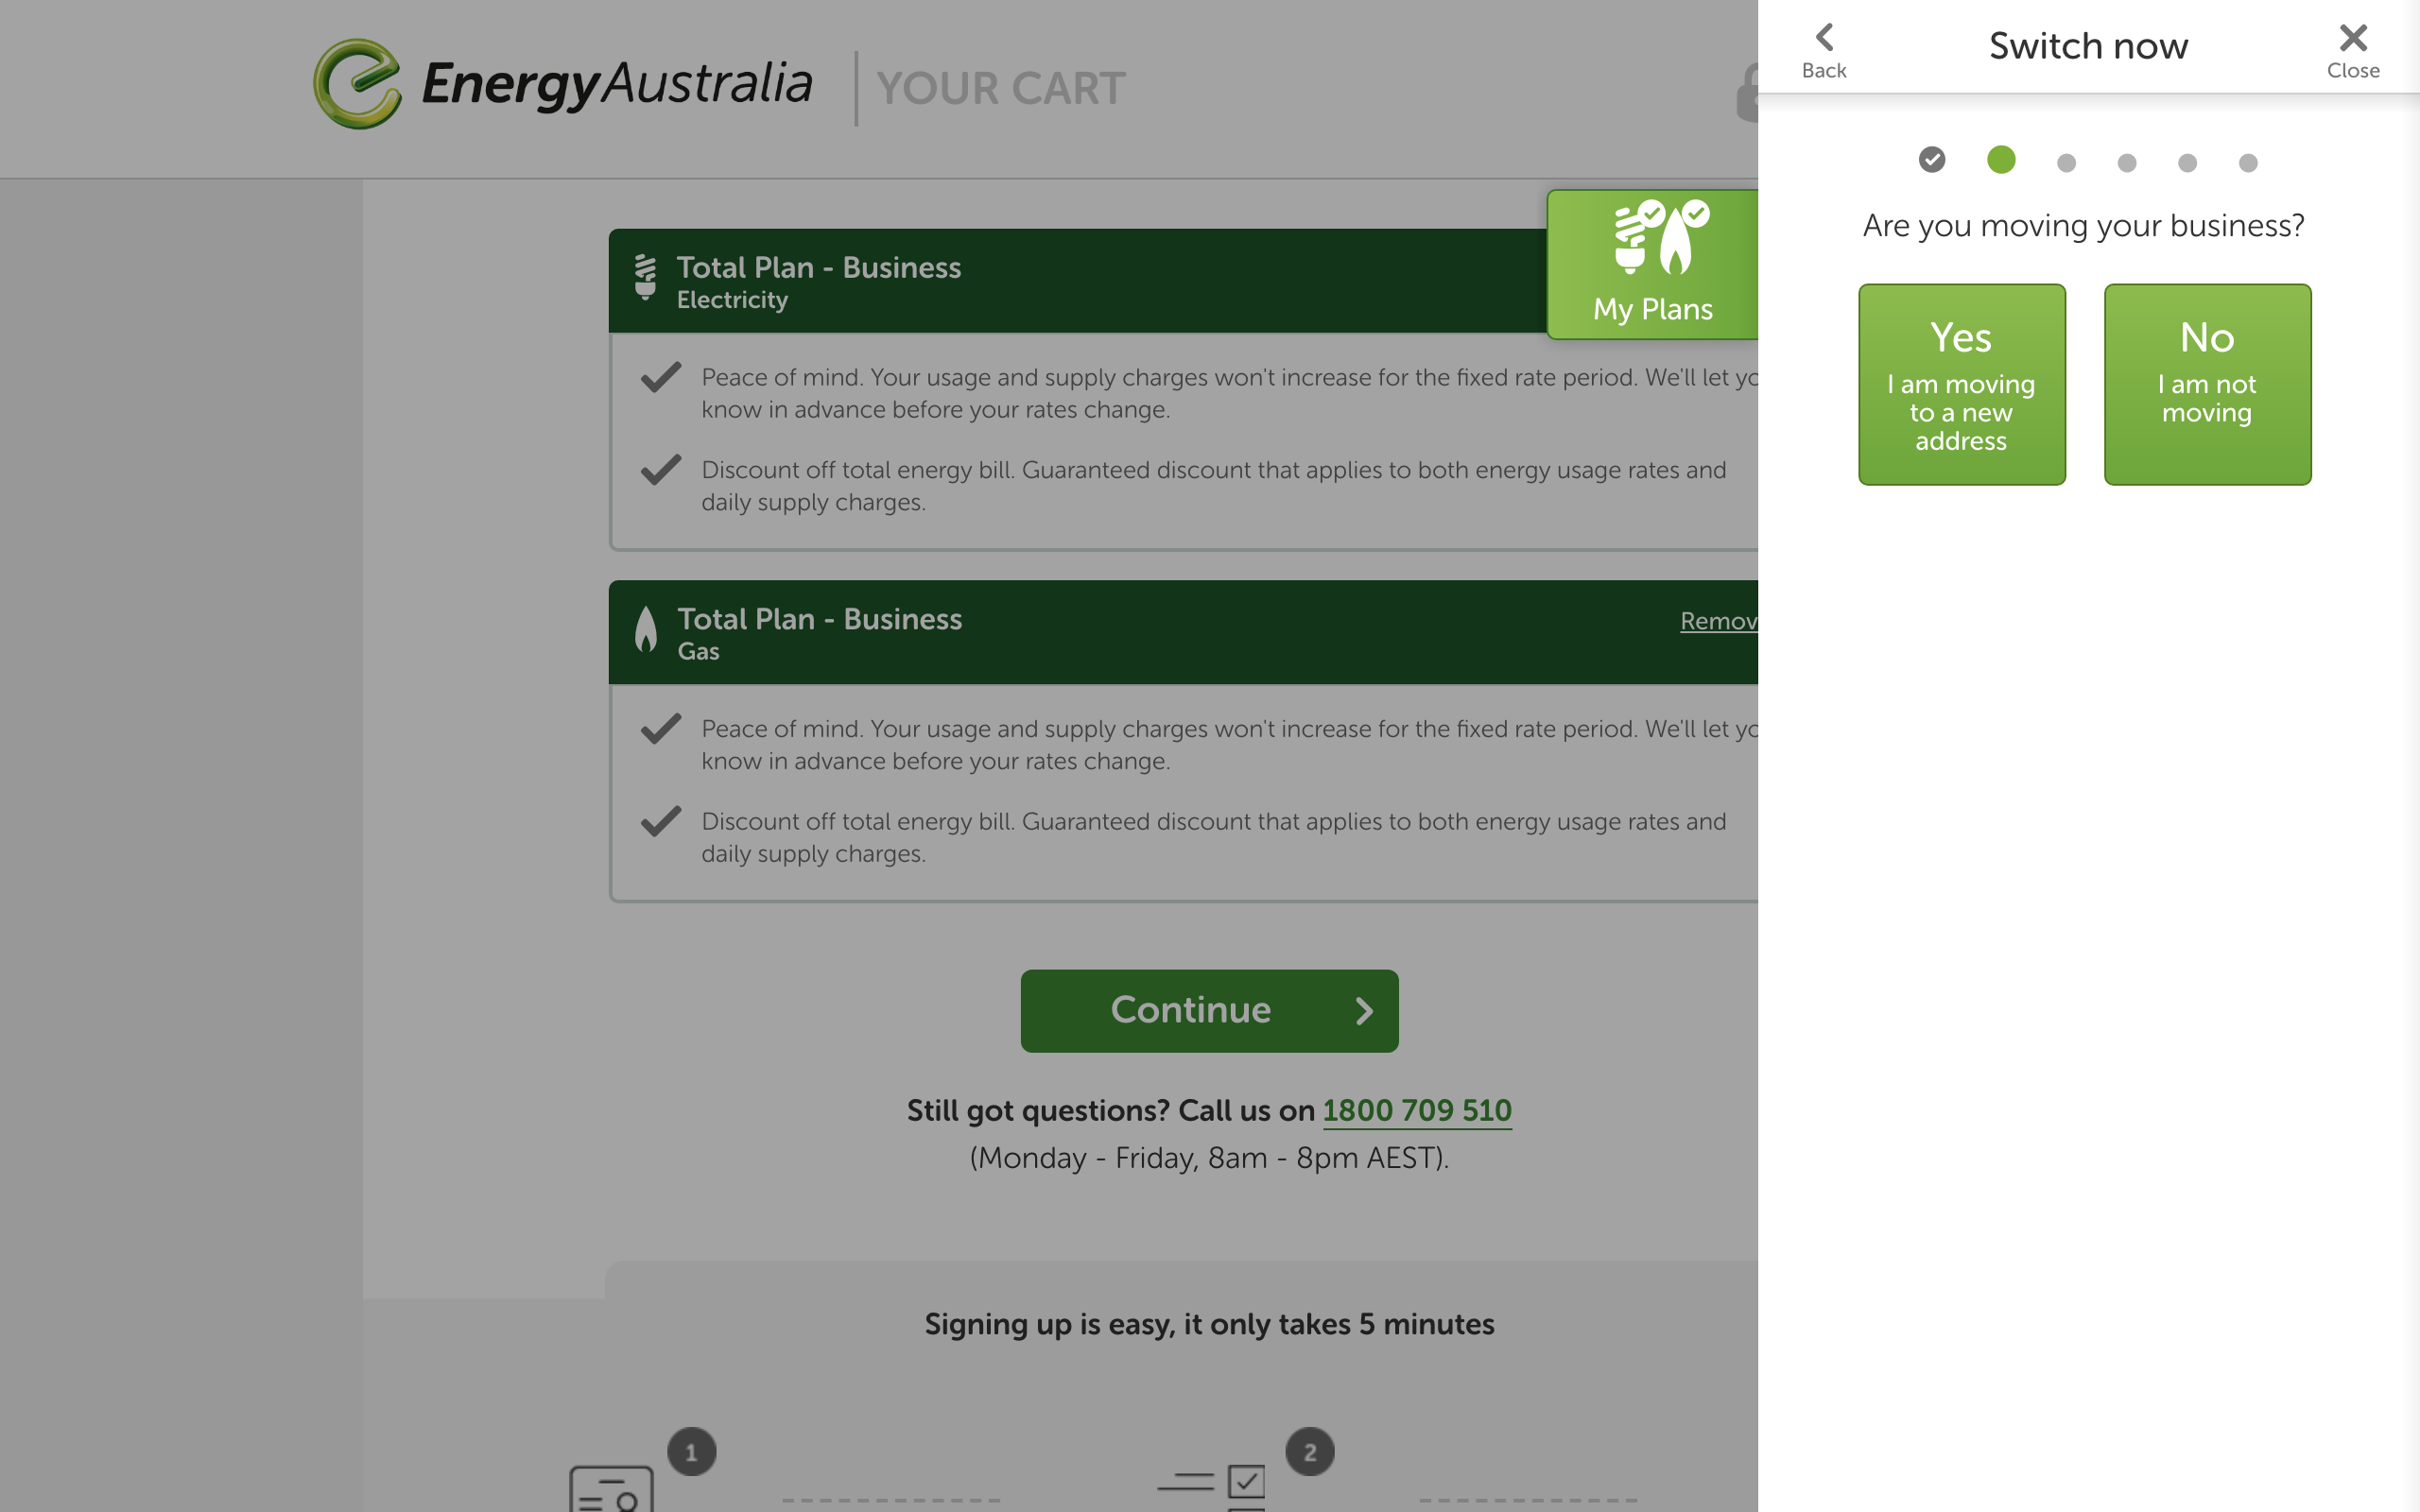 EnergyAustralia
YOUR CART
Total Plan - Business
Electricity
My Plans
Peace of mind. Your usage and supply charges won't increase for the fixed rate period. We'll let
know in advance before your rates change.
Discount off total energy bill. Guaranteed discount that applies to both energy usage rates and
daily supply charges.
Total Plan - Business
Gas
Peace of mind. Your usage and supply charges won't increase for the fixed rate period. We'll let
know in advance before your rates change.
Discount off total energy bill. Guaranteed discount that applies to both energy usage rates and
daily supply charges.
Continue
Still got questions? Call us on 1800 709 510
(Monday - Friday, 8am - 8pm AEST).
Signing up is easy, it only takes 5 minutes
1
2
Back
Switch now
Close
Are you moving your business?
Yes
I am moving
to a new
address
No
I am not
moving